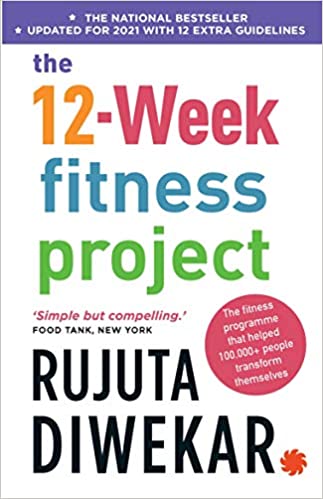 ★ THE NATIONAL BESTSELLER
★ UPDATED FOR 2021 WITH 12 EXTRA GUIDELINES
the
12-Week
fitness
project
‘Simple but compelling.’
FOOD TANK, NEW YORK
The fitness
programme
that helped
100,000+ people
transform
themselves
RUJUTA
DIWEKAR